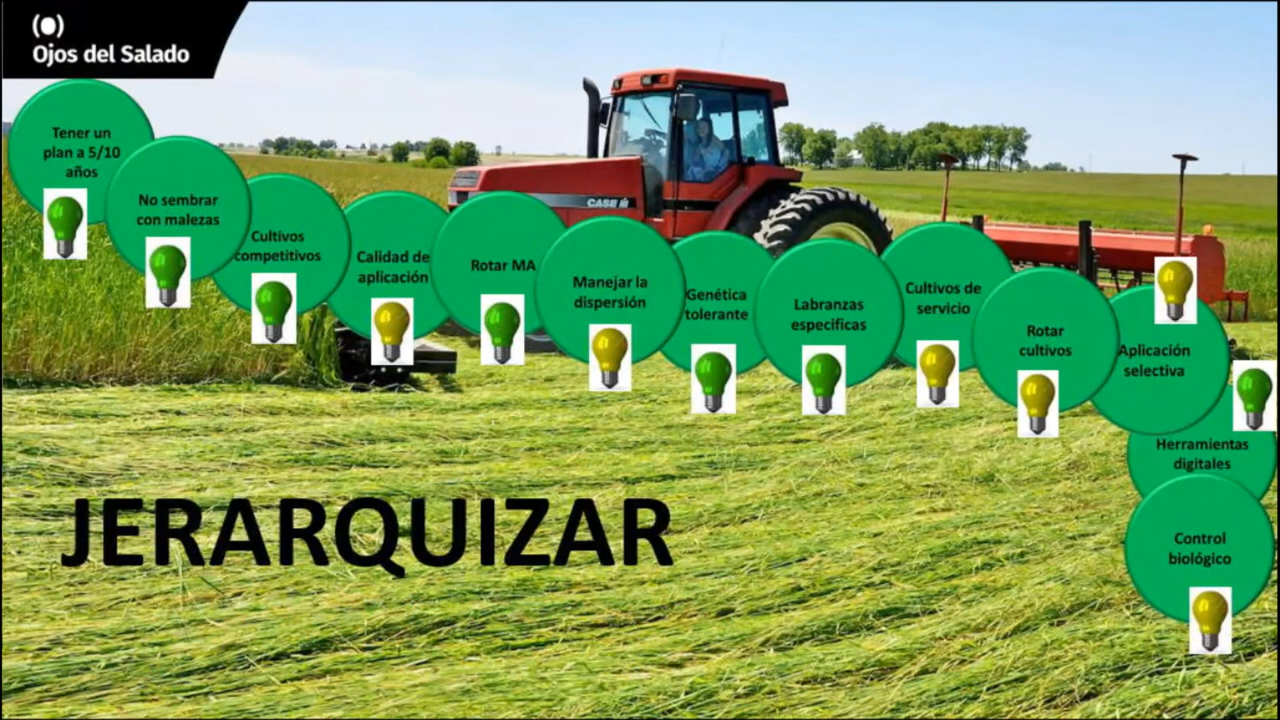 (●)
Ojos del Salado
Tener un
plan a 5/10
años
No sembrar
con malezas
Cultivos
competitivos
Calidad de
aplicación
Rotar MA
Manejar la
dispersión
Genética
tolerante
Labranzas
especificas
Cultivos de
servicio
Rotar
cultivos
Aplicación
selectiva
Herramientas
digitales
Control
biológico
CASE IH
JERARQUIZAR